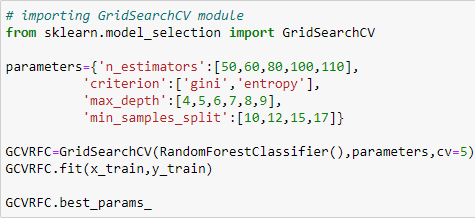 # importing GridSearchCV module
from sklearn.model_selection import GridSearchCV
parameters={'n_estimators':[50,60,80,100,110],
'criterion':['gini','entropy'],
'max_depth':[4,5,6,7,8,9],
'min_samples_split':[10,12,15,17]}
GCVRFC=GridSearchCV(RandomForestClassifier(),parameters,cv=5)
GCVRFC.fit(x_train,y_train)
GCVRFC.best_params_